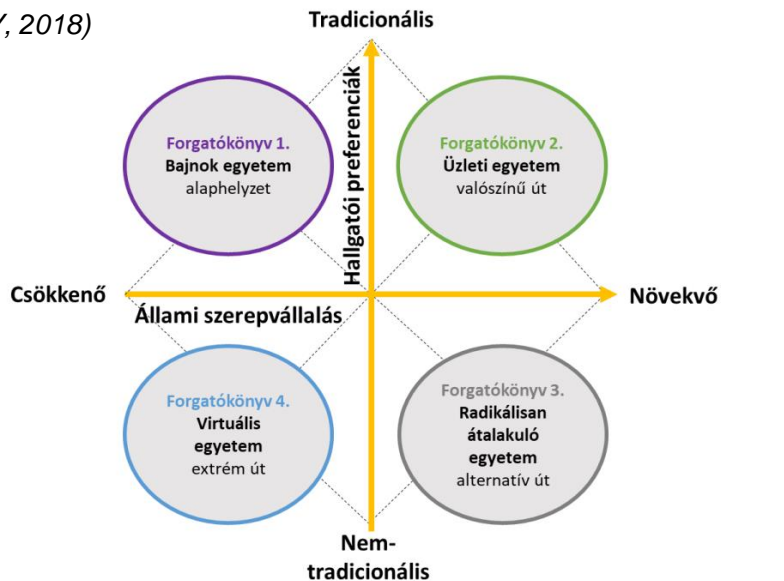 Y, 2018)
Tradicionális
Forgatókönyv 1.
Bajnok egyetem
alaphelyzet
Hallgatói preferenciák
Forgatókönyv 2.
Üzleti egyetem
valószínű út
Csökkenő
Állami szerepvállalás
Növekvő
Forgatókönyv 4.
Virtuális
egyetem
extrém út
Forgatókönyv 3.
Radikálisan
átalakuló
egyetem
alternatív út
Nem-
tradicionális